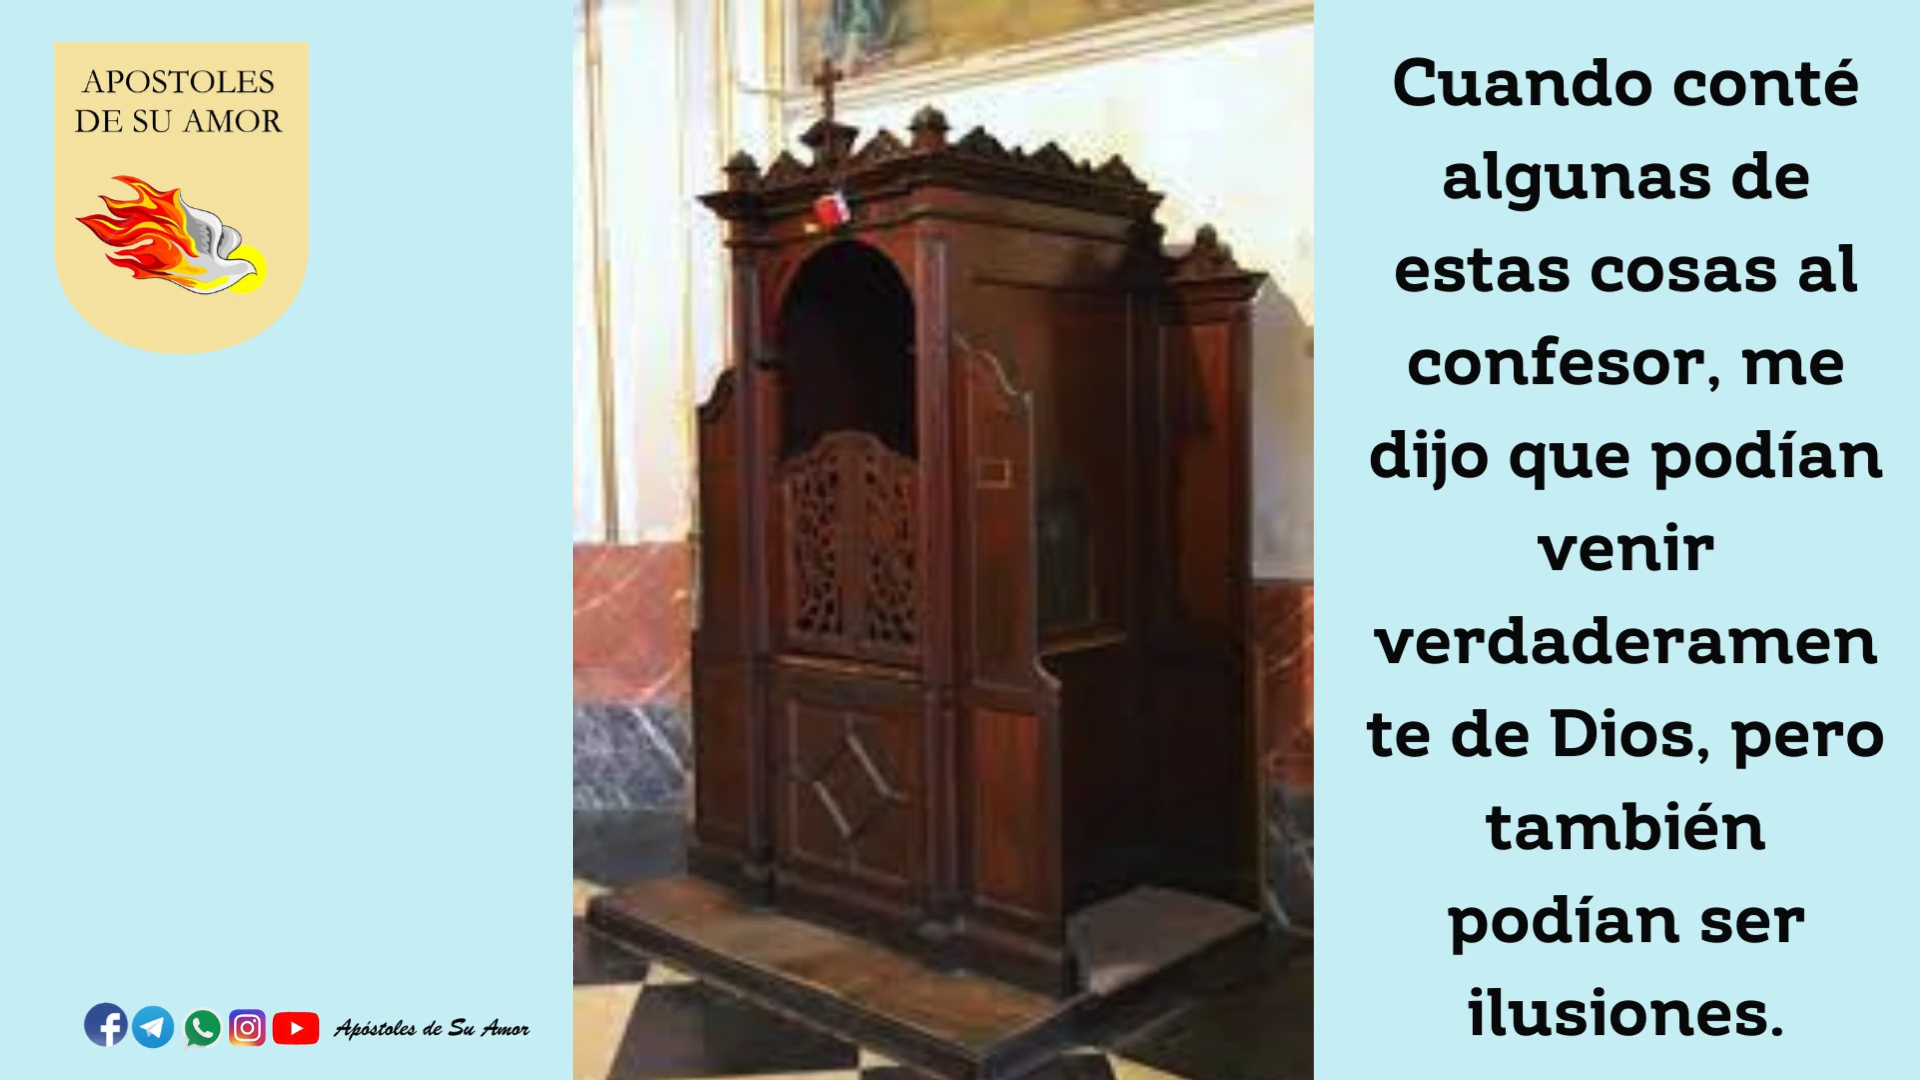 APOSTOLES
DE SU AMOR
Cuando conté
algunas de
estas cosas al
confesor, me
dijo que podían
venir
verdaderamen
te de Dios, pero
también
podían ser
ilusiones.
Apóstoles de Su Amor